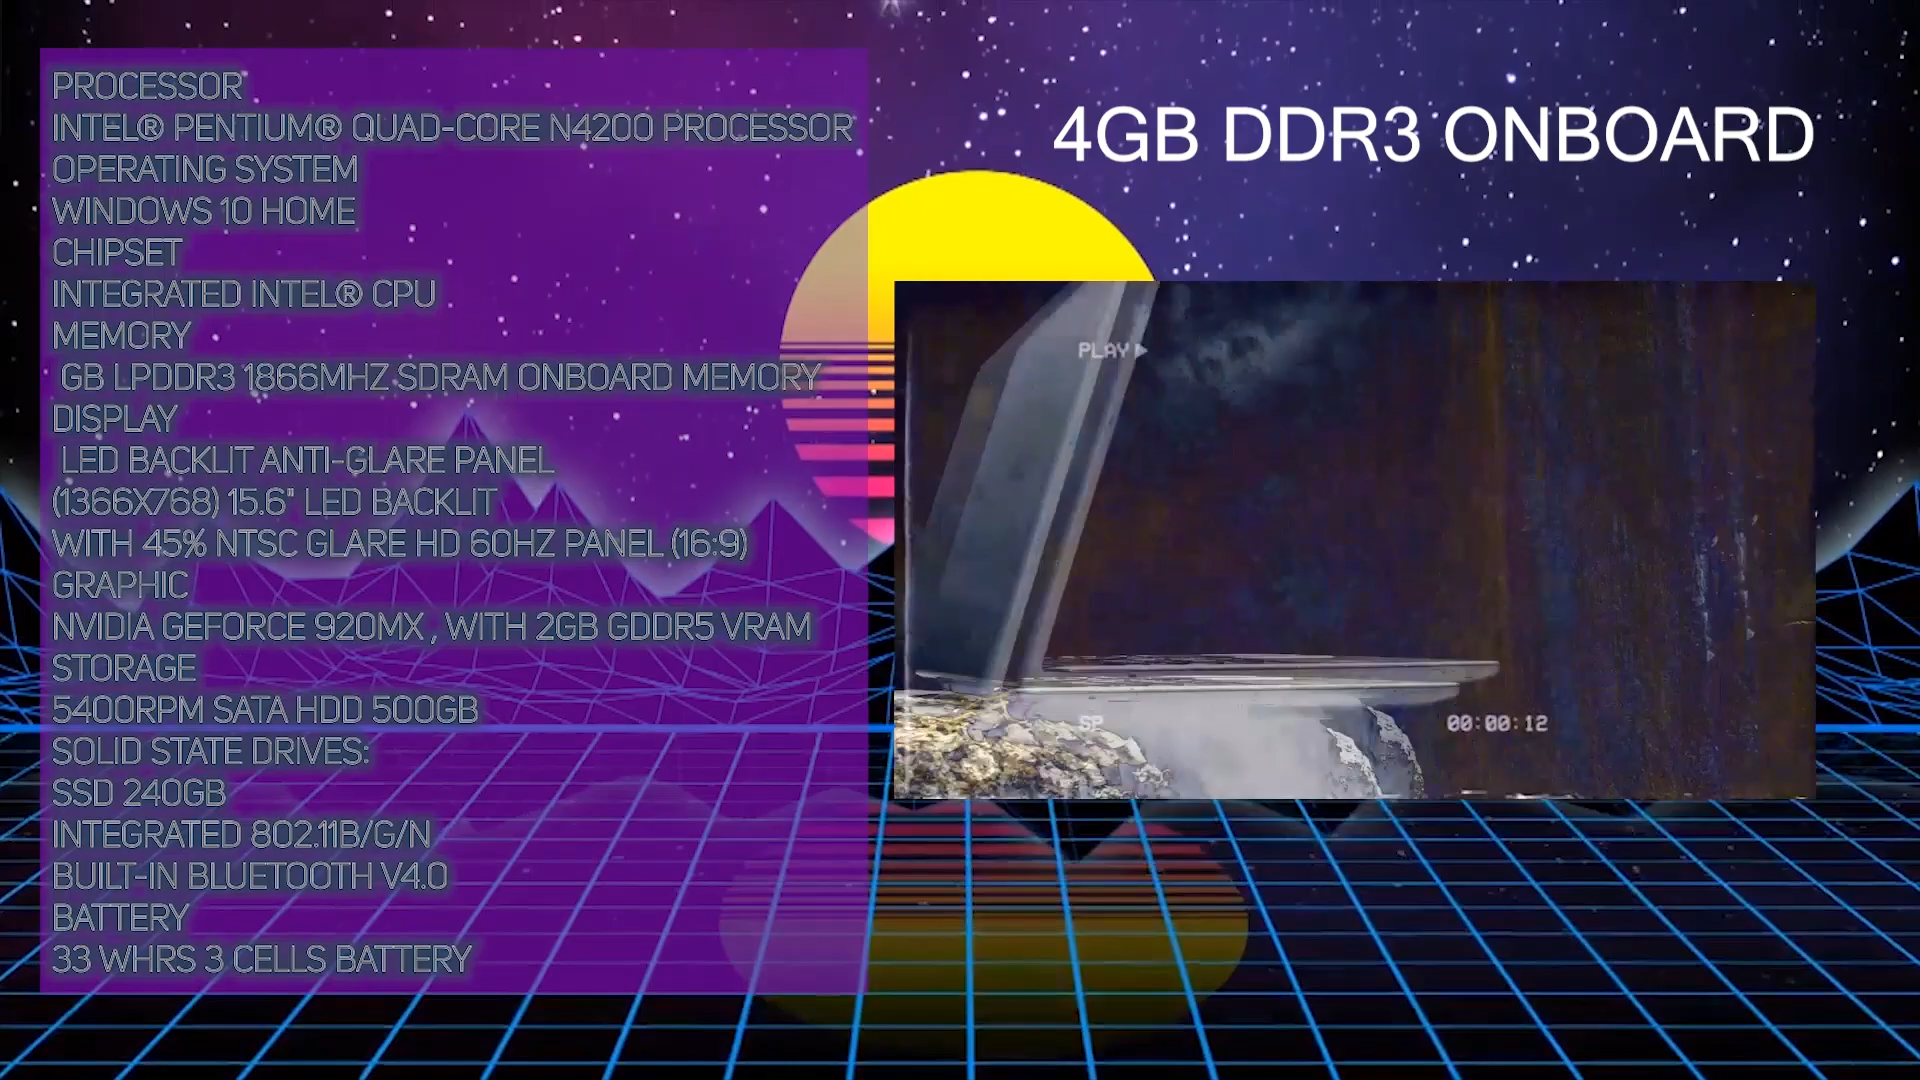 PROCESSOR
INTEL® PENTIUM® QUAD-CORE N4200 PROCESSOR
OPERATING SYSTEM
WINDOWS 10 HOME
CHIPSET
INTEGRATED INTEL® CPU
MEMORY
GB LPDDR3 1866MHZ SDRAM ONBOARD MEMORY
DISPLAY
LED BACKLIT ANTI-GLARE PANEL
(1366X768) 15.6" LED BACKLIT
WITH 45% NTSC GLARE HD 60HZ PANEL (16:9)
GRAPHIC
NVIDIA GEFORCE 920MX , WITH 2GB GDDR5 VRAM
STORAGE
5400RPM SATA HDD 500GB
SOLID STATE DRIVES:
SSD 240GB
INTEGRATED 802.11B/G/N
BUILT-IN BLUETOOTH V4.0
BATTERY
33 WHRS 3 CELLS BATTERY
4GB DDR3 ONBOARD
PLAY
SP
00:00:12